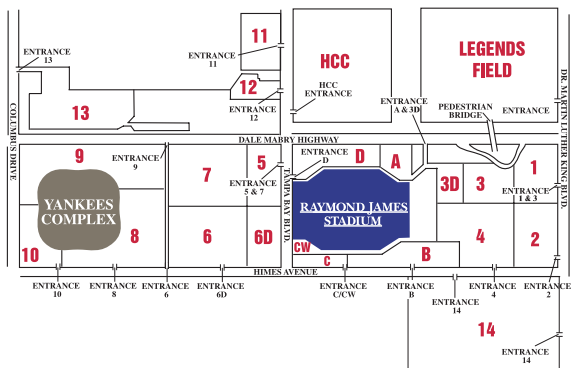 11
HCC
LEGENDS
FIELD
ENTRANCE
13
ENTRANCE
11
12
HCC
ENTRANCE
ENTRANCE
A & 3D
PEDESTRIAN
BRIDGE
ENTRANCE
DR. MARTIN LUTHER KING BLVD.
COLUMBUS DRIVE
13
ENTRANCE
12
DALE MABRY HIGHWAY
9
ENTRANCE
9
7
5
ENTRANCE
5 & 7
TAMPA BAY BLVD.
ENTRANCE
D
D
A
3D
3
1
ENTRANCE
1 & 3
YANKEES
COMPLEX
RAYMOND JAMES
STADIUM
10
8
6
6D
CW
C
B
4
2
HIMES AVENUE
ENTRANCE
10
ENTRANCE
8
ENTRANCE
6
ENTRANCE
6D
ENTRANCE
C/CW
ENTRANCE
B
ENTRANCE
14
ENTRANCE
4
ENTRANCE
2
14
ENTRANCE
14